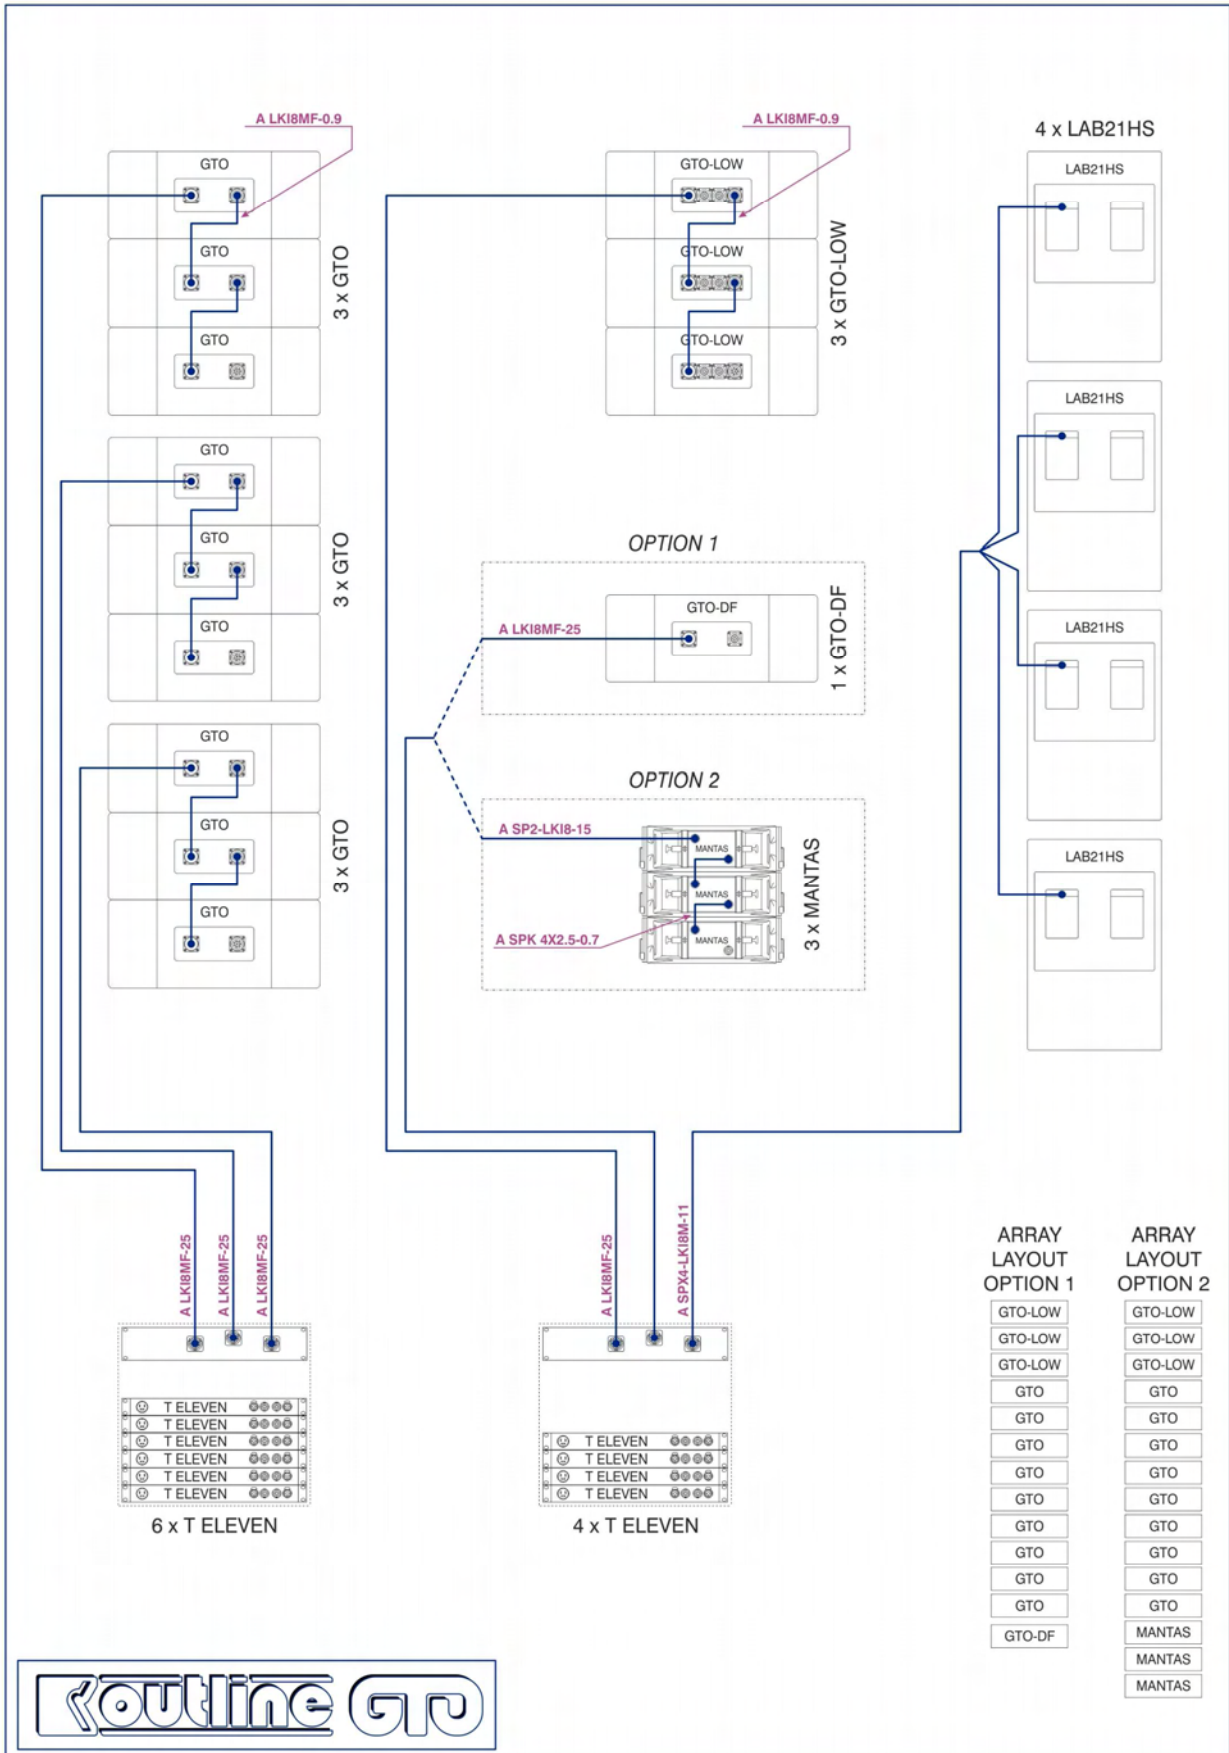 A LKI8MF-0.9
GTO
GTO
GTO
3 x GTO
GTO
GTO
GTO
3 x GTO
GTO
GTO
GTO
3 x GTO
A LKI8MF-0.9
GTO-LOW
GTO-LOW
GTO-LOW
3 x GTO-LOW
OPTION 1
A LKI8MF-25
GTO-DF
1 x GTO-DF
OPTION 2
A SP2-LKI8-15
MANTAS
MANTAS
A SPK 4X2.5-0.7
MANTAS
3 x MANTAS
4 x LAB21HS
LAB21HS
LAB21HS
LAB21HS
LAB21HS
A LKI8MF-25
A LKI8MF-25
A LKI8MF-25
T ELEVEN
T ELEVEN
T ELEVEN
T ELEVEN
T ELEVEN
T ELEVEN
6 x T ELEVEN
A LKI8MF-25
A SPX4-LKI8M-11
T ELEVEN
T ELEVEN
T ELEVEN
T ELEVEN
4 x T ELEVEN
ARRAY
LAYOUT
OPTION 1
GTO-LOW
GTO-LOW
GTO-LOW
GTO
GTO
GTO
GTO
GTO
GTO
GTO
GTO
GTO
GTO-DF
ARRAY
LAYOUT
OPTION 2
GTO-LOW
GTO-LOW
GTO-LOW
GTO
GTO
GTO
GTO
GTO
GTO
GTO
GTO
GTO
MANTAS
MANTAS
MANTAS
outline GTO